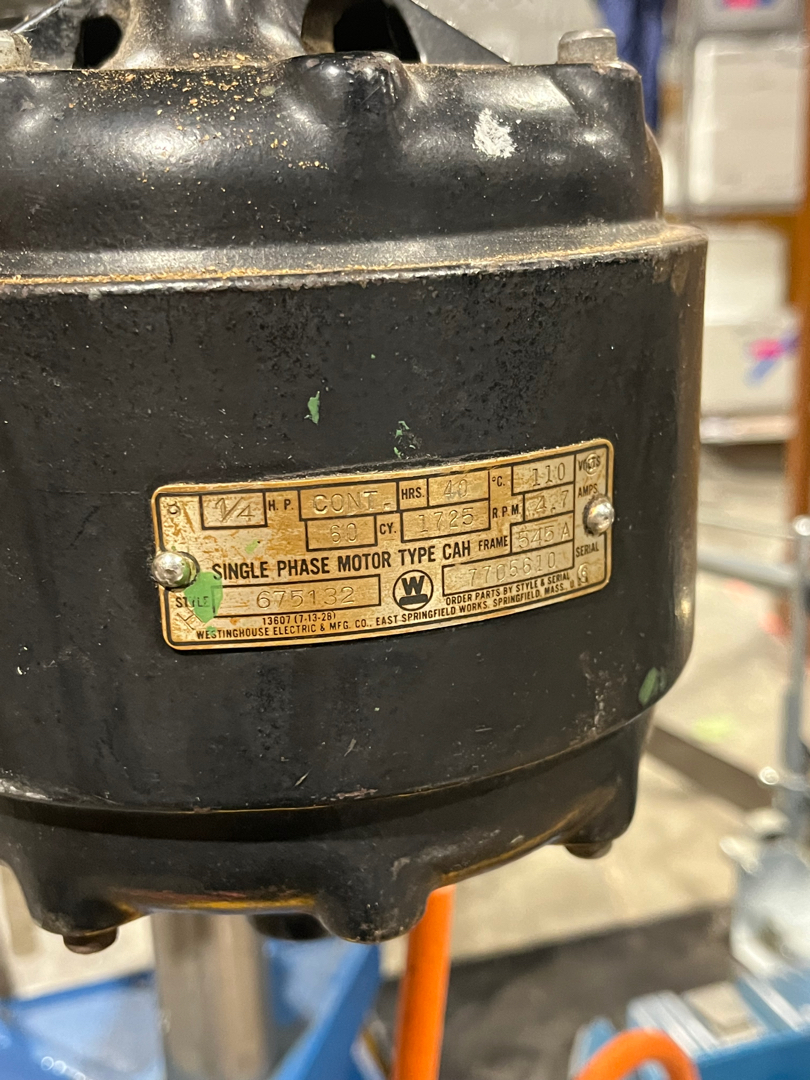 1/4 H.P. CONT. HRS. 40 °C. 110 VOLTS
60 CY. 1725 R.P.M. 4.7 AMPS.
SINGLE PHASE MOTOR TYPE CAH FRAME 545A
STYLE 675132 W 7705610 SERIAL
13607 (7-13-28) ORDER PARTS BY STYLE & SERIAL
WESTINGHOUSE ELECTRIC & MFG. CO., EAST SPRINGFIELD WORKS. SPRINGFIELD, MASS.